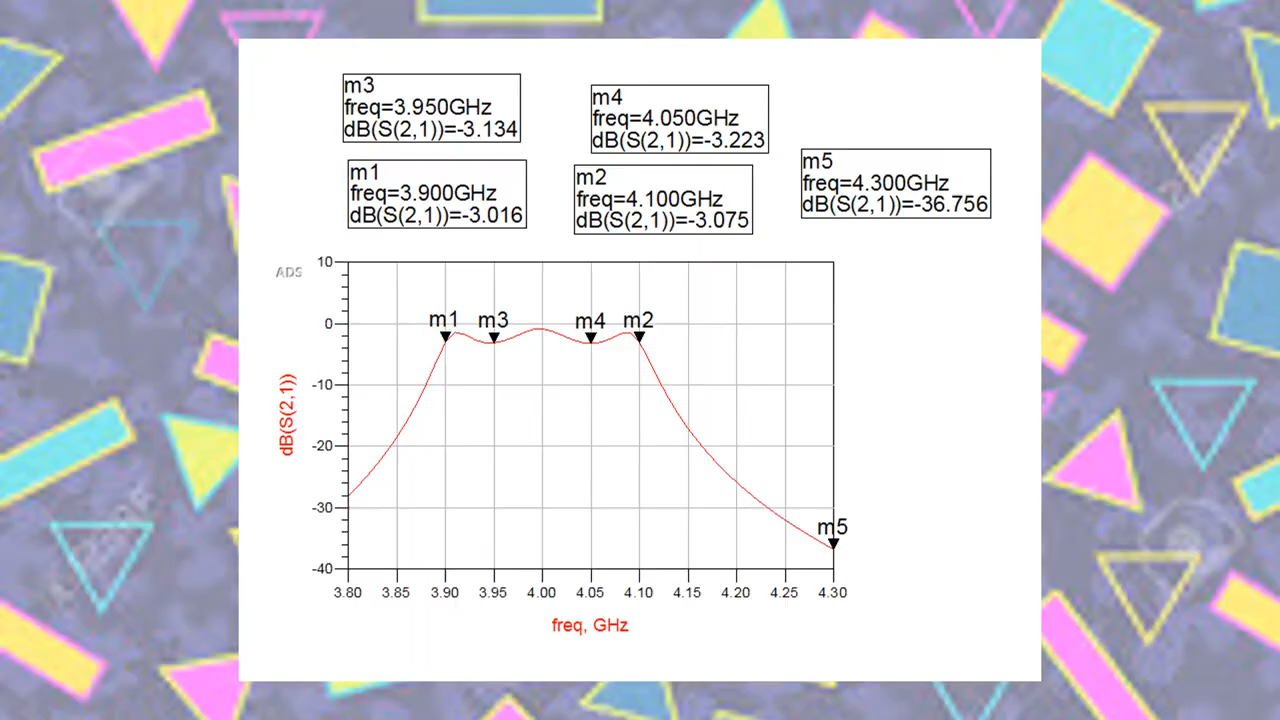 m3
freq=3.950GHz
dB(S(2,1))=-3.134
m4
freq=4.050GHz
dB(S(2,1))=-3.223
m1
freq=3.900GHz
dB(S(2,1))=-3.016
m2
freq=4.100GHz
dB(S(2,1))=-3.075
m5
freq=4.300GHz
dB(S(2,1))=-36.756
ADS
10
0
-10
-20
-30
-40
dB(S(2,1))
m1 m3 m4 m2
m5
3.80 3.85 3.90 3.95 4.00 4.05 4.10 4.15 4.20 4.25 4.30
freq, GHz